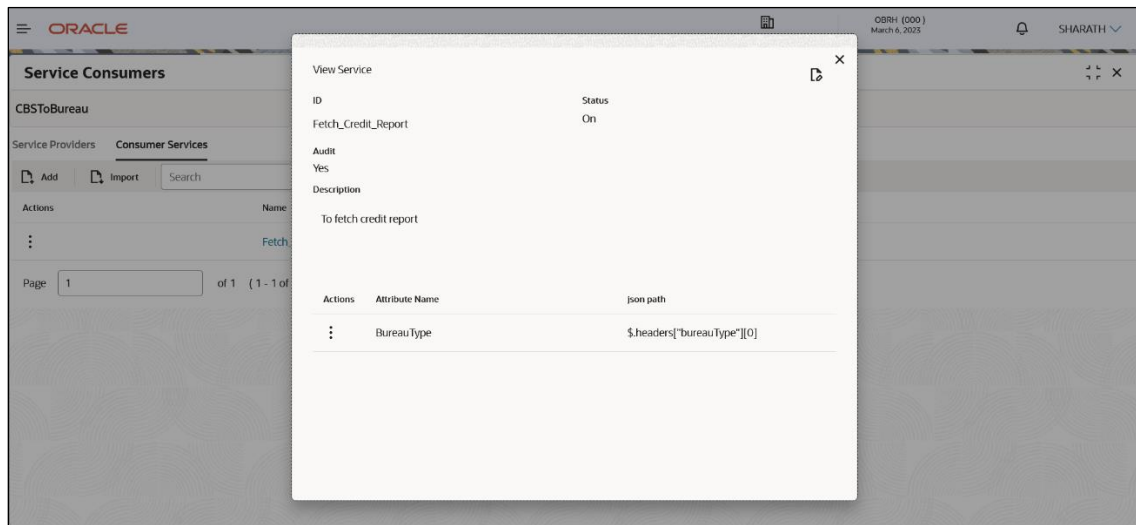 ORACLE
OBRH (000 )
March 6, 2023
SHARATH
Service Consumers
CBSToBureau
Service Providers Consumer Services
Add Import Search
Actions Name
Fetch_
Page 1 of 1 ( 1 - 1 of
View Service
ID Status
Fetch_Credit_Report On
Audit
Yes
Description
To fetch credit report
Actions Attribute Name json path
BureauType $.headers["bureauType"][0]